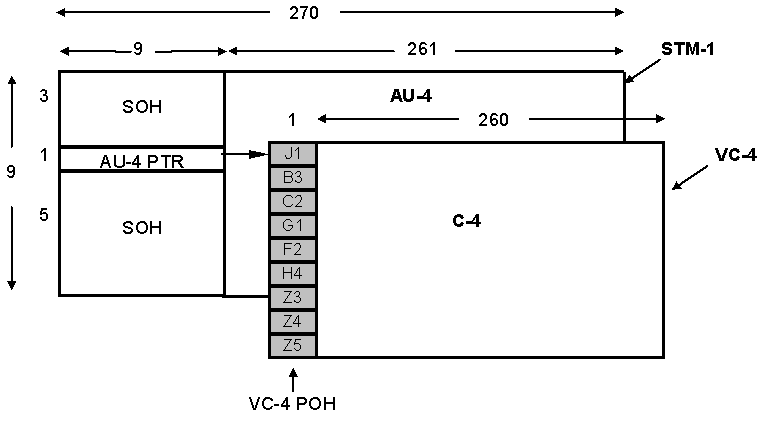 270
9 261 STM-1
3 SOH AU-4
1 260
1 AU-4 PTR J1 VC-4
9 B3
C2
5 SOH G1 C-4
F2
H4
Z3
Z4
Z5
VC-4 POH